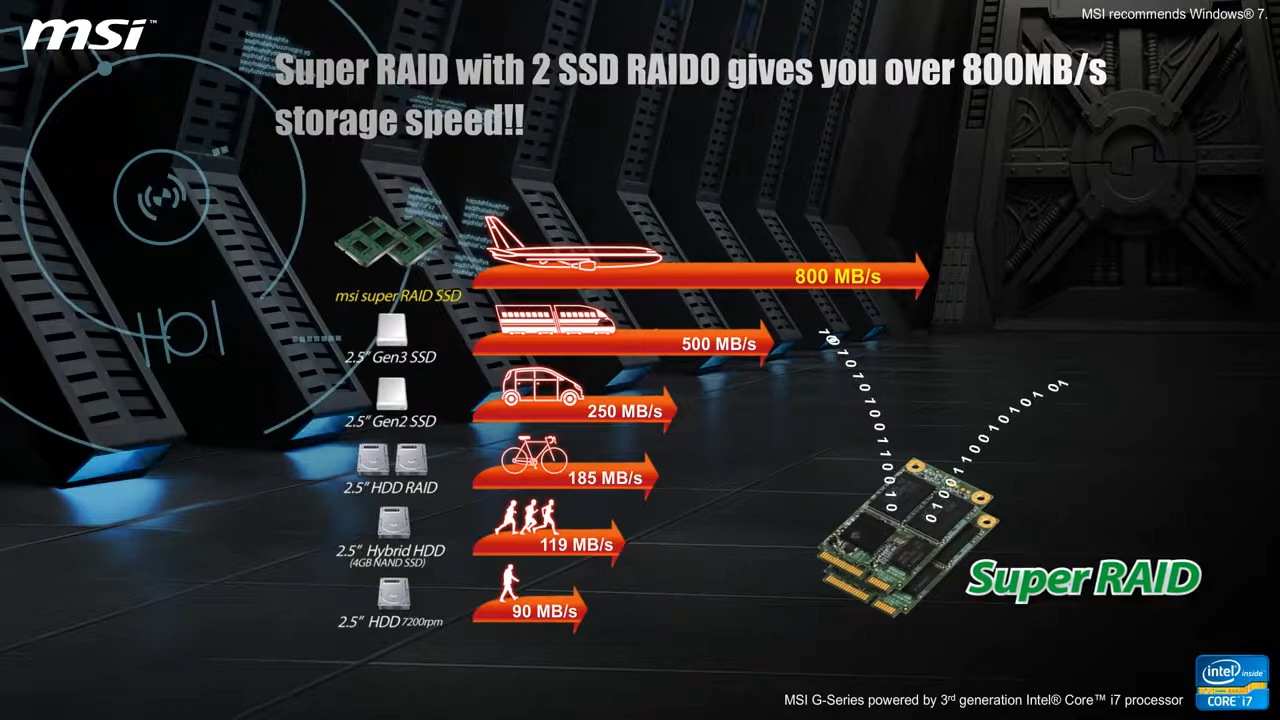 msi™
MSI recommends Windows® 7.
Super RAID with 2 SSD RAID0 gives you over 800MB/s
storage speed!!
800 MB/s
msi super RAID SSD
500 MB/s
2.5” Gen3 SSD
250 MB/s
2.5” Gen2 SSD
185 MB/s
2.5” HDD RAID
119 MB/s
2.5” Hybrid HDD
(4GB NAND SSD)
90 MB/s
2.5” HDD 7200rpm
Super RAID
MSI G-Series powered by 3rd generation Intel® Core™ i7 processor
intel inside
CORE i7